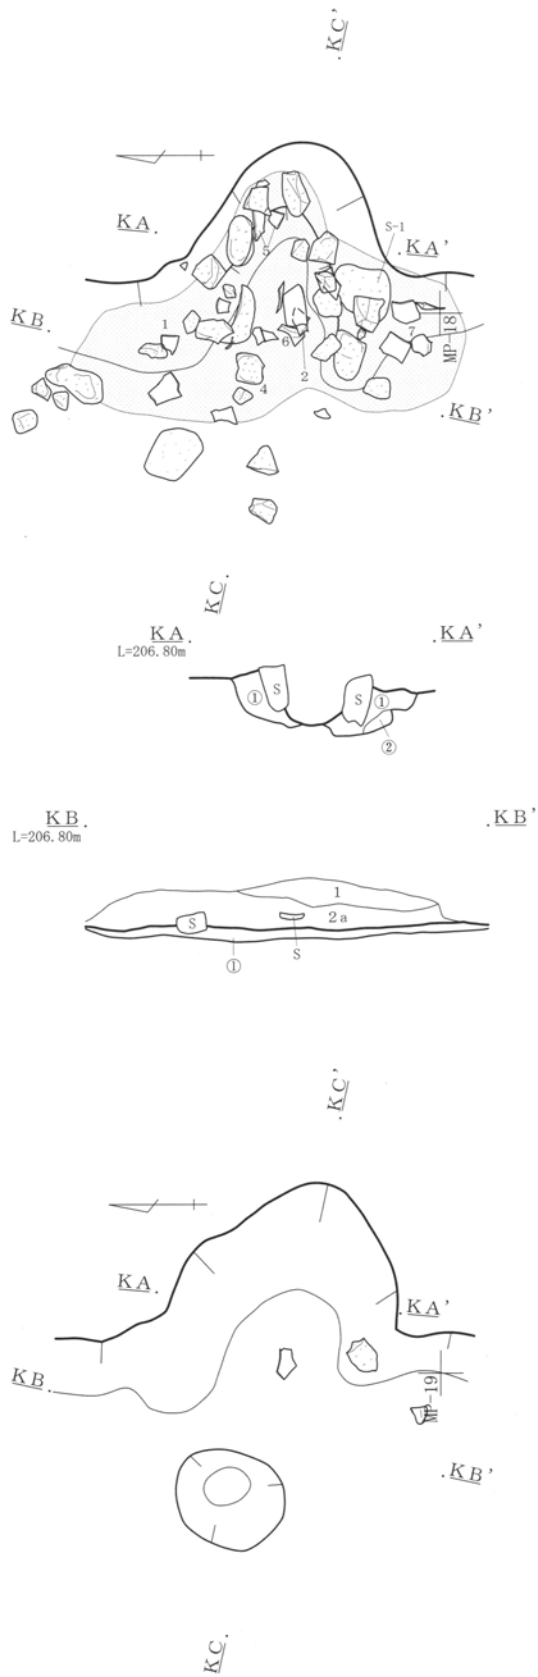 .KC'
KA.
S-1
.KA'
KB.
5
1
7
MP-18
6
2
4
.KB'
KC.
KA.
.KA'
L=206.80m
S
①
S
①
②
KB.
.KB'
L=206.80m
1
2a
S
S
①
.KC'
KA.
.KA'
KB.
MP-19
.KB'
KC.